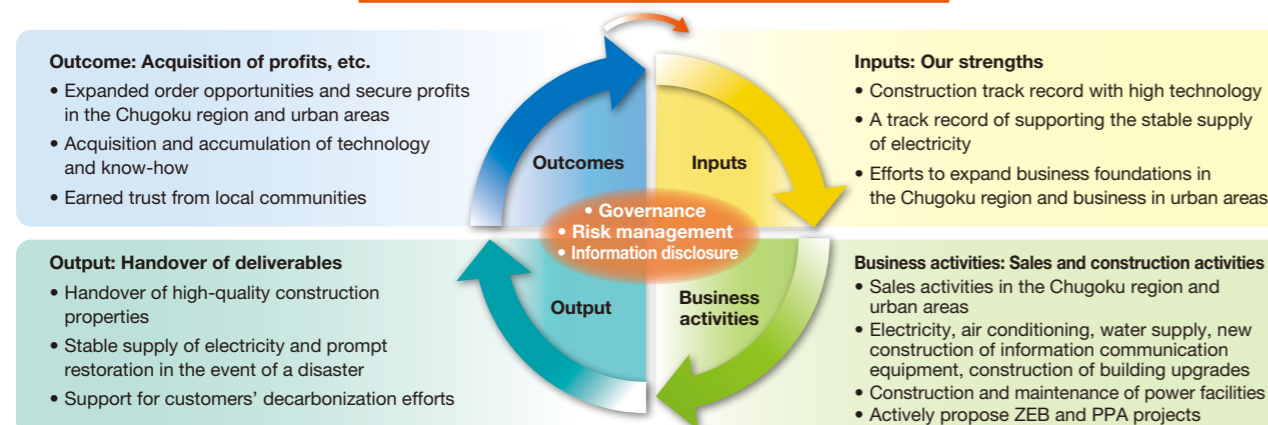 Outcome: Acquisition of profits, etc.
• Expanded order opportunities and secure profits
in the Chugoku region and urban areas
• Acquisition and accumulation of technology
and know-how
• Earned trust from local communities
Inputs: Our strengths
• Construction track record with high technology
• A track record of supporting the stable supply
of electricity
• Efforts to expand business foundations in
the Chugoku region and business in urban areas
Outcomes
Inputs
• Governance
• Risk management
• Information disclosure
Output
Business
activities
Output: Handover of deliverables
• Handover of high-quality construction
properties
• Stable supply of electricity and prompt
restoration in the event of a disaster
• Support for customers’ decarbonization efforts
Business activities: Sales and construction activities
• Sales activities in the Chugoku region and
urban areas
• Electricity, air conditioning, water supply, new
construction of information communication
equipment, construction of building upgrades
• Construction and maintenance of power facilities
• Actively propose ZEB and PPA projects